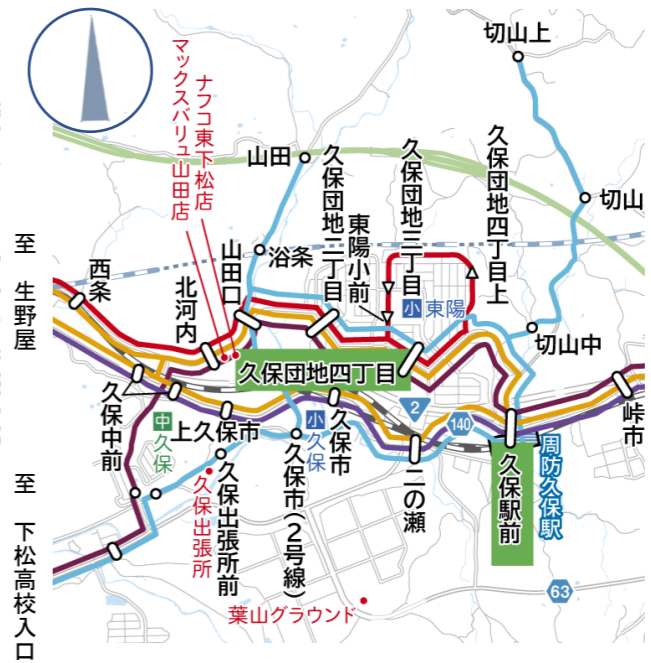 切山上
ナフコ東下松店
マックスバリュ山田店
山田
久保団地二丁目
東陽小前
久保団地三丁目
久保団地四丁目上
切山
至 生野屋
西条
北河内
山田口
浴条
小 東陽
切山中
久保団地四丁目
久保中前
中 久保
上久保市
久保出張所
久保出張所前
小 久保
久保市(2号線)
久保市
2
140
二の瀬
久保駅前
周防久保駅
峠市
至 下松高校入口
葉山グラウンド
63